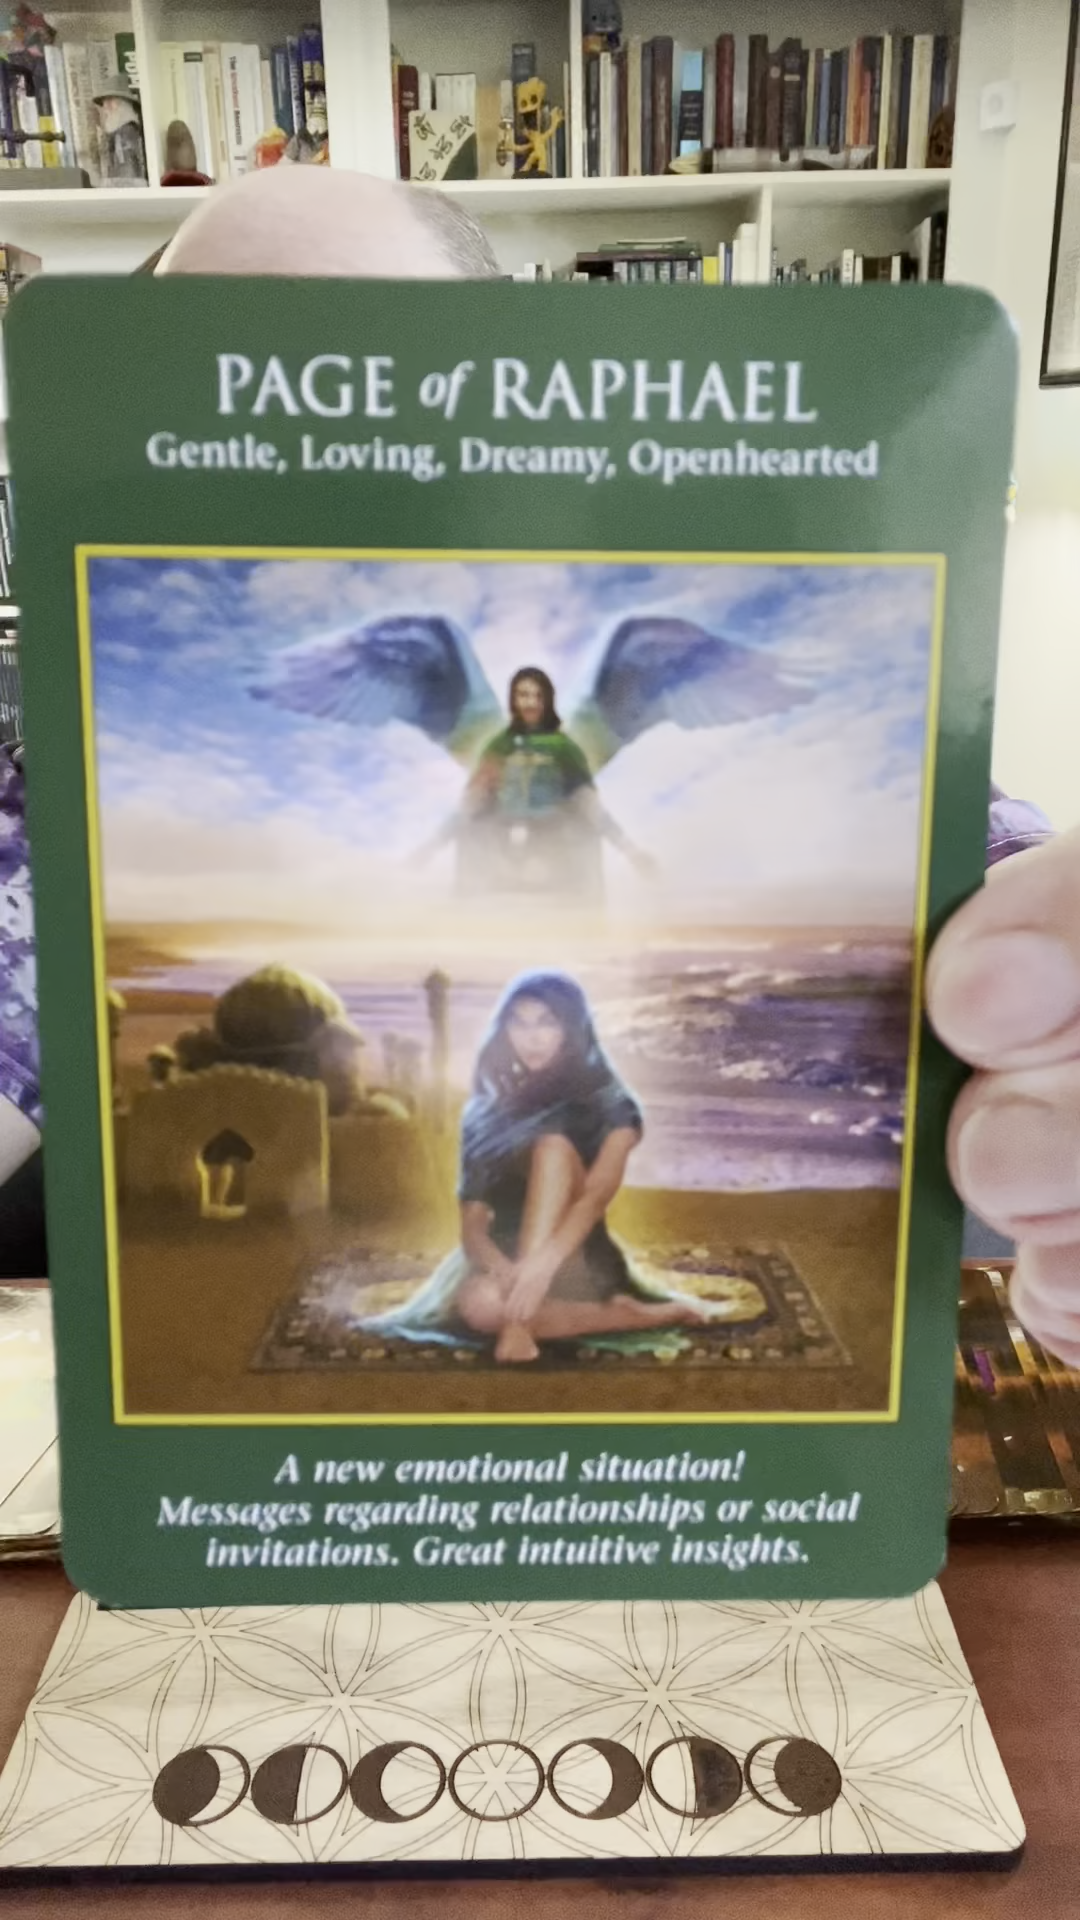 PAGE of RAPHAEL
Gentle, Loving, Dreamy, Openhearted
A new emotional situation!
Messages regarding relationships or social
invitations. Great intuitive insights.